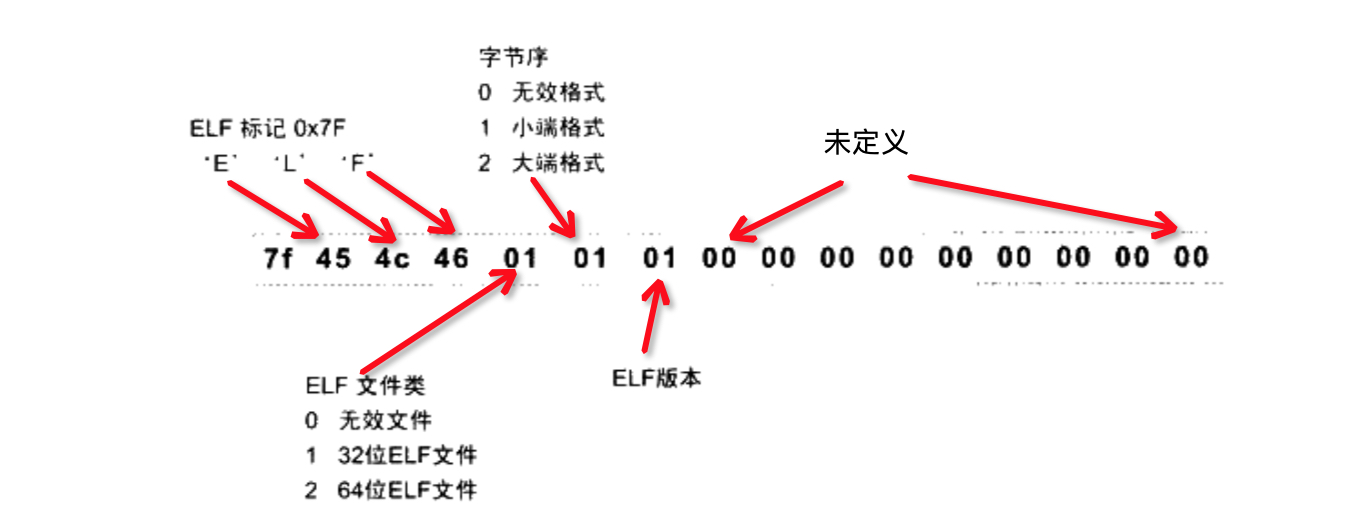 字节序
0 无效格式
1 小端格式
2 大端格式
ELF 标记 0x7F
'E' 'L' 'F'
未定义
7f 45 4c 46 01 01 01 00 00 00 00 00 00 00 00 00
ELF 文件类
0 无效文件
1 32位ELF文件
2 64位ELF文件
ELF版本